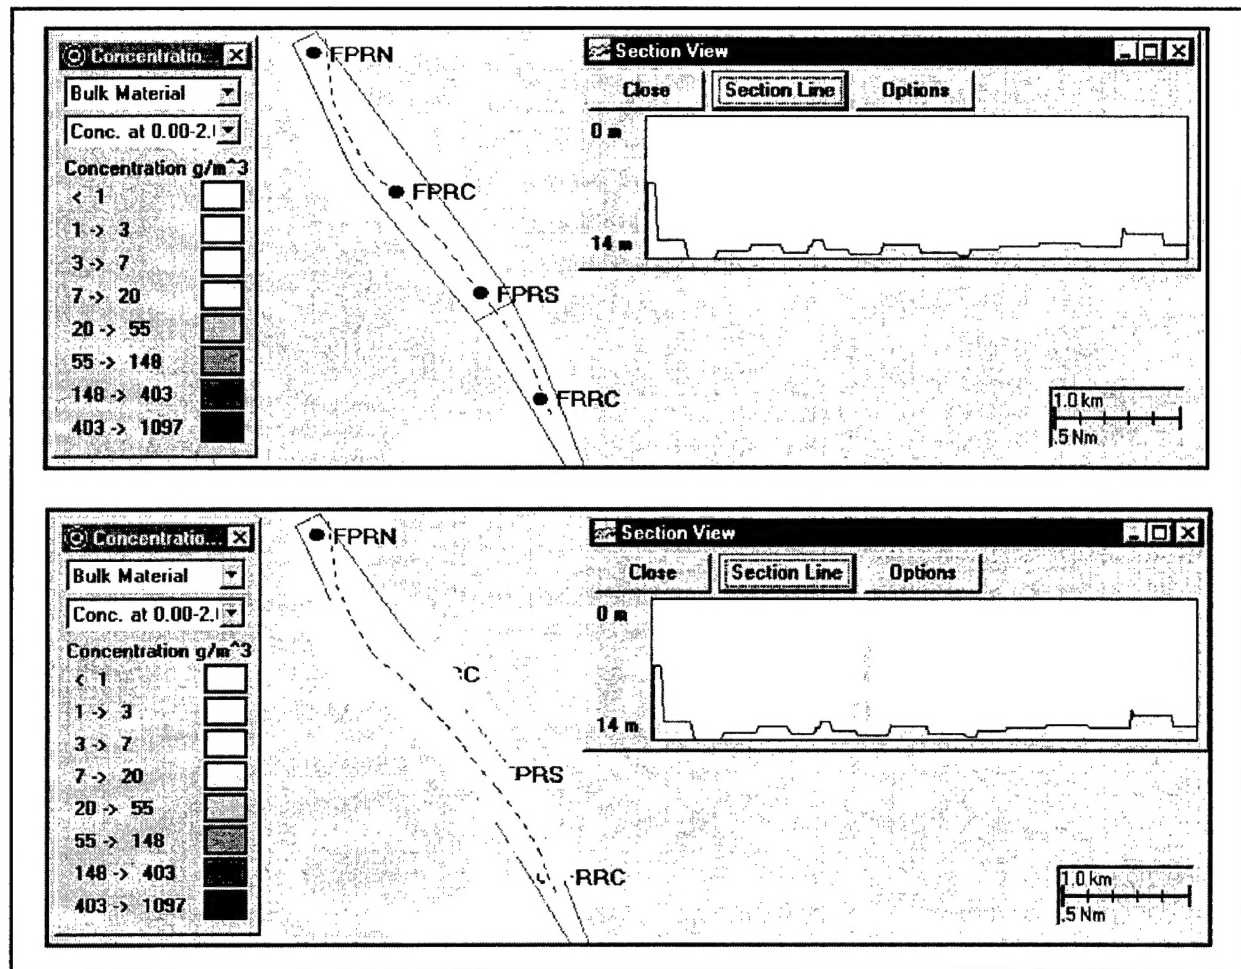 Concentratio...
Bulk Material
Conc. at 0.00-2.
Concentration g/m^3
< 1
1 -> 3
3 -> 7
7 -> 20
20 -> 55
55 -> 148
148 -> 403
403 -> 1097
FPRN
FPRC
FPRS
FRRC
Section View
Close
Section Line
Options
0 m
14 m
1.0 km
.5 Nm
Concentratio...
Bulk Material
Conc. at 0.00-2.
Concentration g/m^3
< 1
1 -> 3
3 -> 7
7 -> 20
20 -> 55
55 -> 148
148 -> 403
403 -> 1097
FPRN
C
PRS
RRC
Section View
Close
Section Line
Options
0 m
14 m
1.0 km
.5 Nm